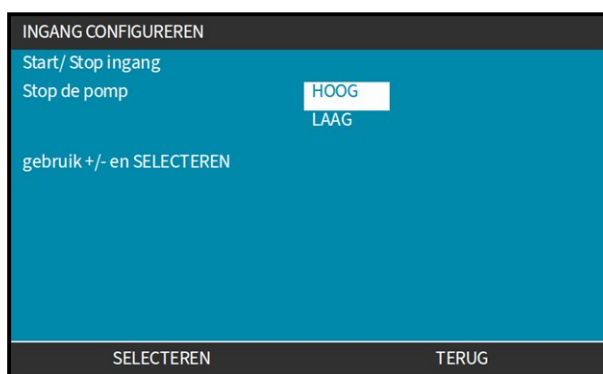 INGANG CONFIGUREREN
Start/ Stop ingang
Stop de pomp HOOG
LAAG
gebruik +/- en SELECTEREN
SELECTEREN TERUG